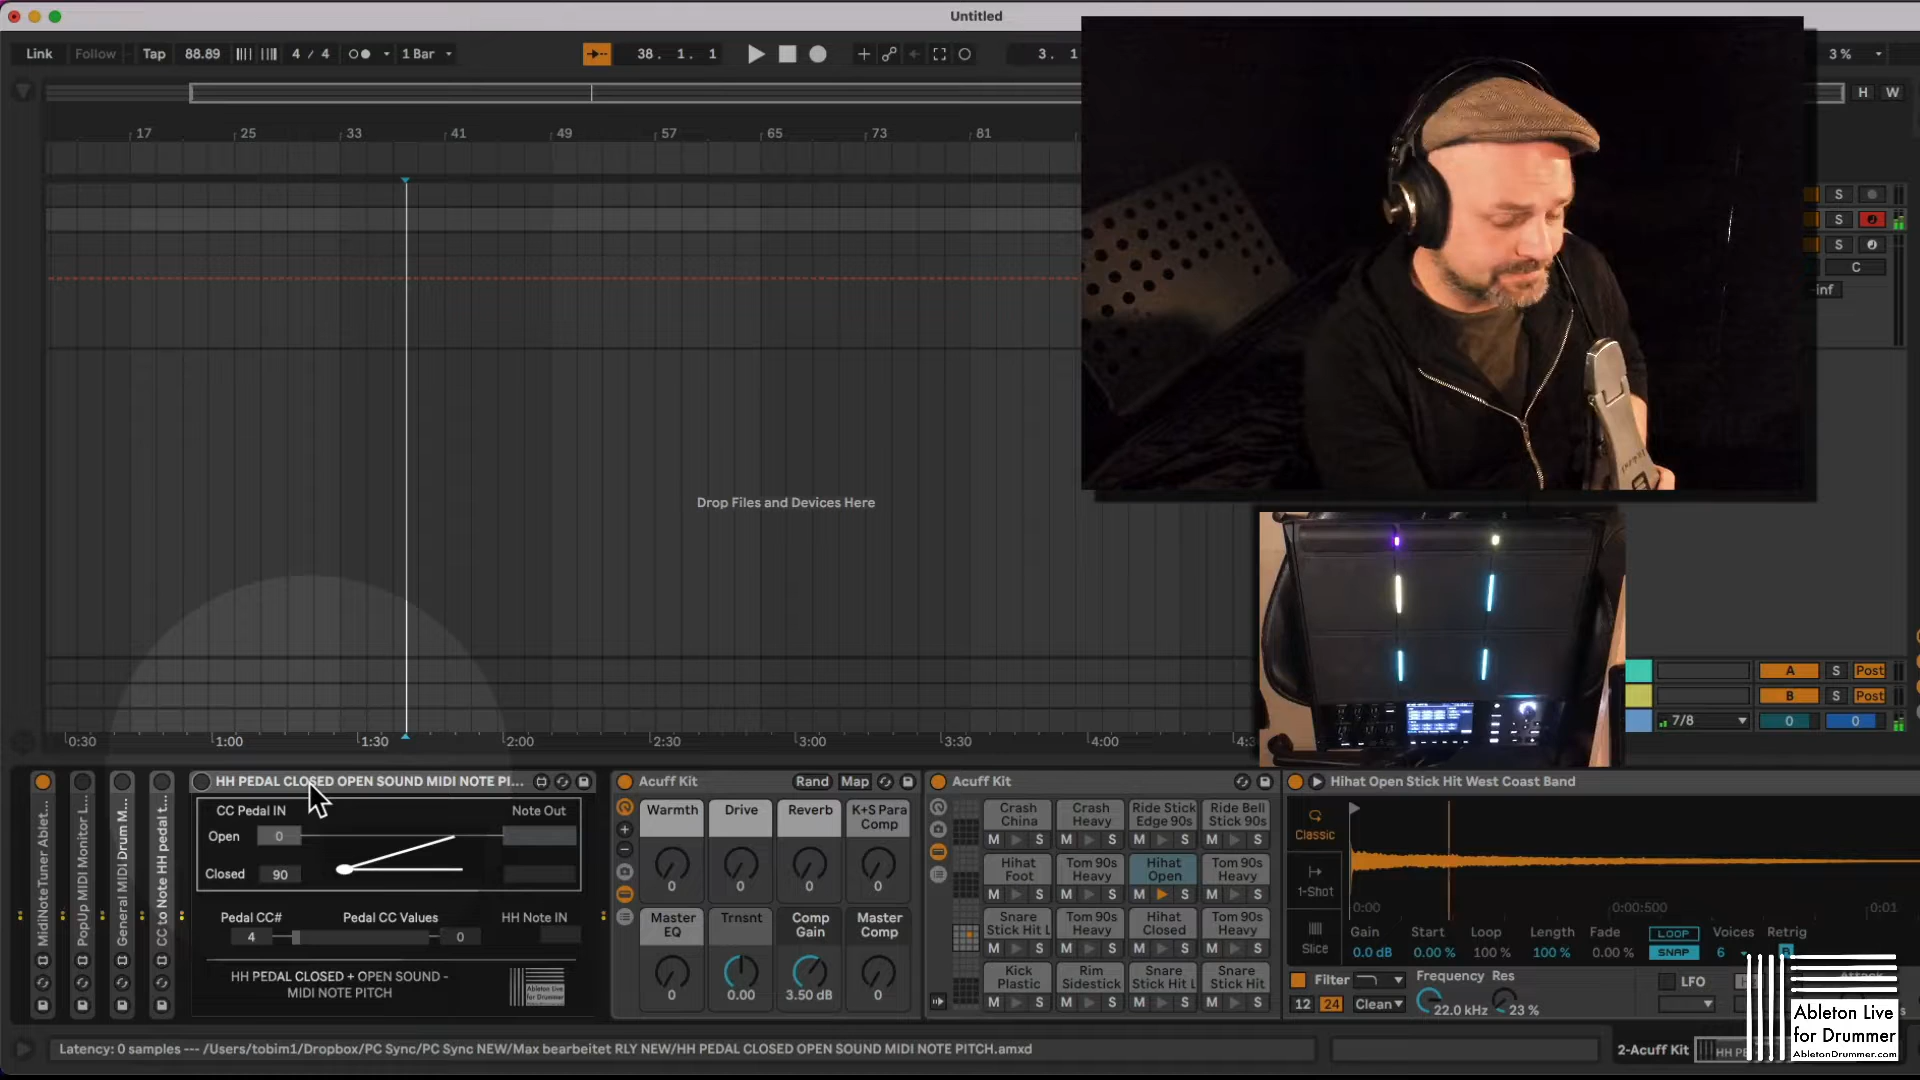 Untitled
Link Follow Tap 88.89 4 / 4 1 Bar 38. 1. 1 3. 1 3 %
H W
17 25 33 41 49 57 65 73 81
S
S
S
C
-inf
Drop Files and Devices Here
A S Post
B S Post
7/8 0 0
0:30 1:00 1:30 2:00 2:30 3:00 3:30 4:00 4:3
MidiNoteTuner Ablet...
PopUp MIDI Monitor L...
General MIDI Drum M...
CC to Note HH pedal t...
HH PEDAL CLOSED OPEN SOUND MIDI NOTE PI...
CC Pedal IN Note Out
Open 0
Closed 90
Pedal CC# Pedal CC Values HH Note IN
4 0
HH PEDAL CLOSED + OPEN SOUND -
MIDI NOTE PITCH
Ableton Live
for Drummer
Acuff Kit Rand Map
Warmth Drive Reverb K+S Para
Comp
0 0 0 0
Master
EQ Trnsnt Comp
Gain Master
Comp
0 0.00 3.50 dB 0
Acuff Kit
Crash
China Crash
Heavy Ride Stick
Edge 90s Ride Bell
Stick 90s
M S M S M S M S
Hihat
Foot Tom 90s
Heavy Hihat
Open Tom 90s
Heavy
M S M S M S M S
Snare
Stick Hit L Tom 90s
Heavy Hihat
Closed Tom 90s
Heavy
M S M S M S M S
Kick
Plastic Rim
Sidestick Snare
Stick Hit L Snare
Stick Hit
M S M S M S M S
Hihat Open Stick Hit West Coast Band
Classic
1-Shot
Slice
0:00 0:00:500 0:01
Gain Start Loop Length Fade LOOP Voices Retrig
0.0 dB 0.00 % 100 % 100 % 0.00 % SNAP 6 R
Filter Frequency Res LFO
12 24 Clean 22.0 kHz 23 %
Ableton Live
for Drummer
AbletonDrummer.com
Latency: 0 samples --- /Users/tobim1/Dropbox/PC Sync/PC Sync NEW/Max bearbeitet RLY NEW/HH PEDAL CLOSED OPEN SOUND MIDI NOTE PITCH.amxd
2-Acuff Kit